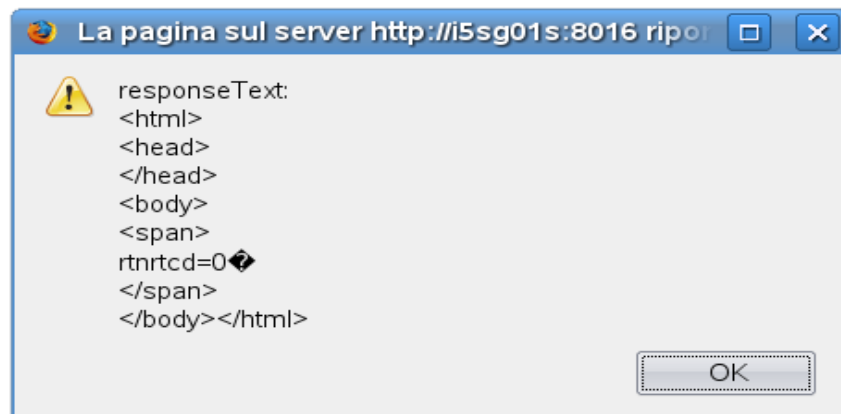 La pagina sul server http://i5sg01s:8016 ripor
responseText:
<html>
<head>
</head>
<body>
<span>
rtnrtcd=0�
</span>
</body></html>
OK